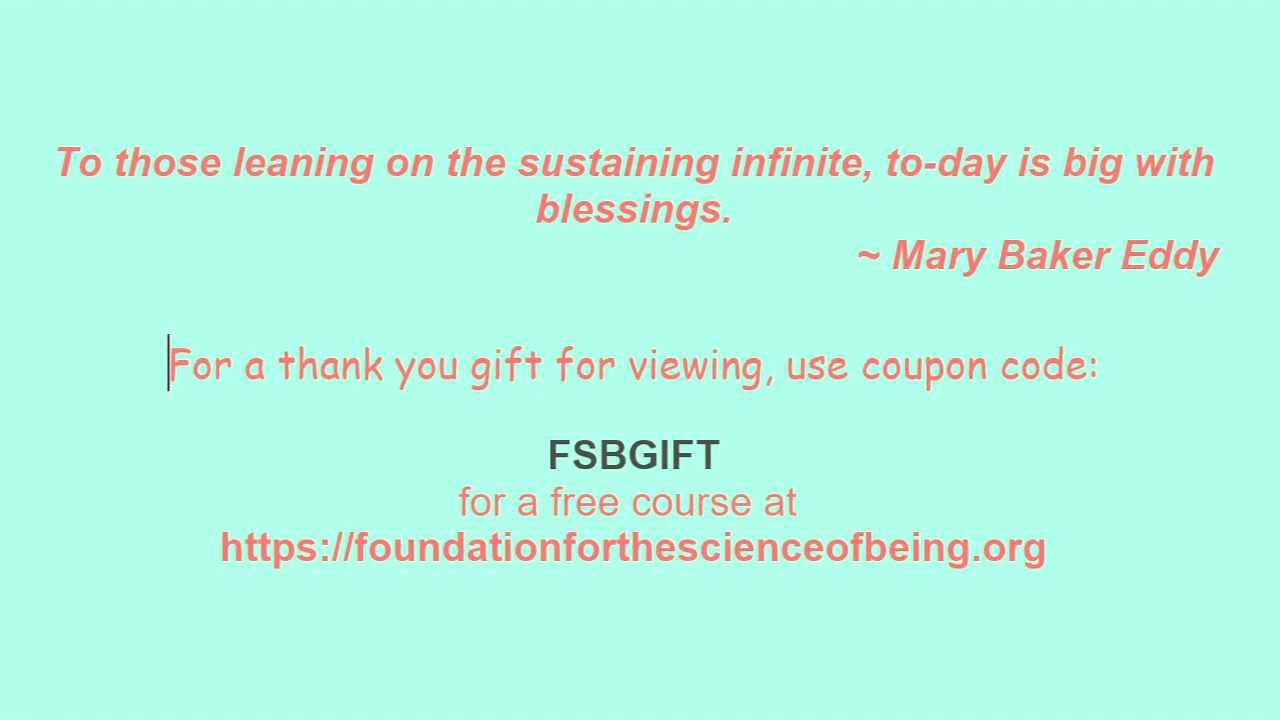 To those leaning on the sustaining infinite, to-day is big with
blessings.
~ Mary Baker Eddy
For a thank you gift for viewing, use coupon code:
FSBGIFT
for a free course at
https://foundationforthescienceofbeing.org